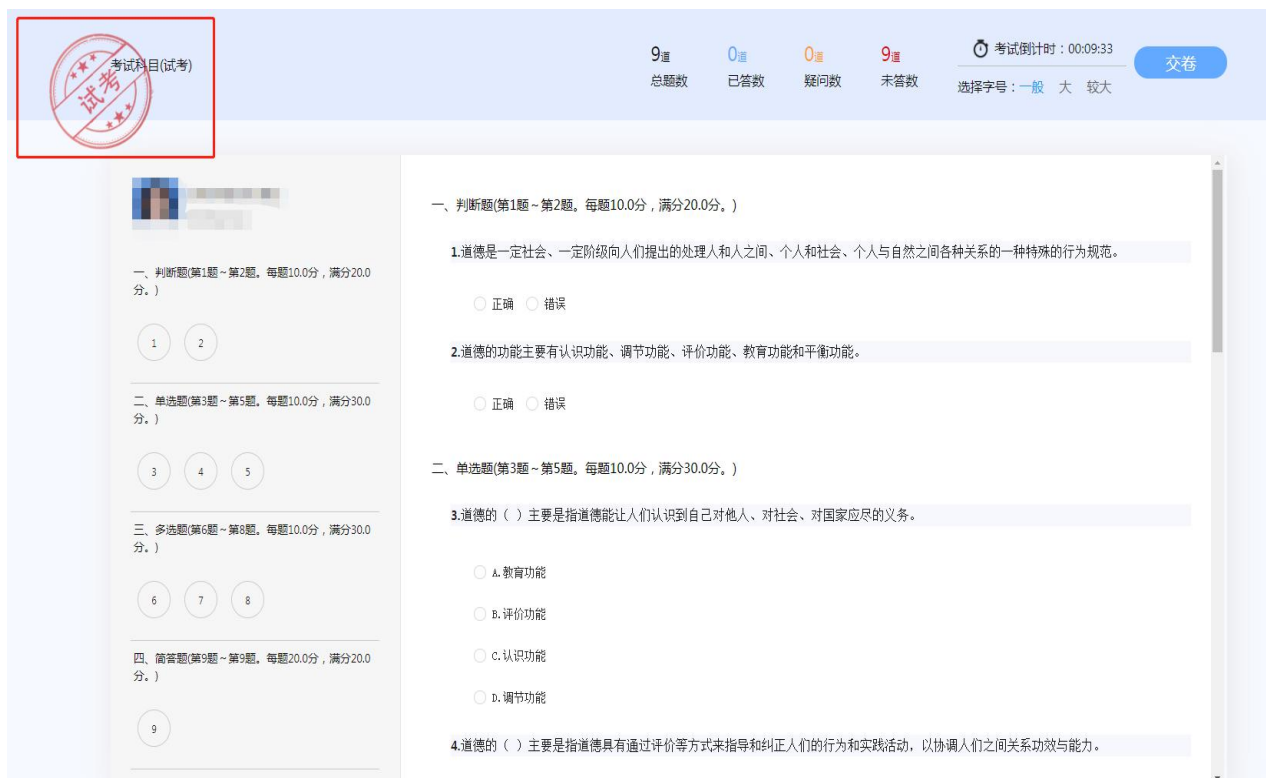 考试科目(试考)
试考
9道
总题数
0道
已答数
0道
疑问数
9道
未答数
考试倒计时：00:09:33
选择字号：一般 大 较大
交卷
一、判断题(第1题～第2题。每题10.0分，满分20.0
分。)
1 2
二、单选题(第3题～第5题。每题10.0分，满分30.0
分。)
3 4 5
三、多选题(第6题～第8题。每题10.0分，满分30.0
分。)
6 7 8
四、简答题(第9题～第9题。每题20.0分，满分20.0
分。)
9
一、判断题(第1题～第2题。每题10.0分，满分20.0分。)
1.道德是一定社会、一定阶级向人们提出的处理人和人之间、个人和社会、个人与自然之间各种关系的一种特殊的行为规范。
正确 错误
2.道德的功能主要有认识功能、调节功能、评价功能、教育功能和平衡功能。
正确 错误
二、单选题(第3题～第5题。每题10.0分，满分30.0分。)
3.道德的（ ）主要是指道德能让人们认识到自己对他人、对社会、对国家应尽的义务。
A.教育功能
B.评价功能
C.认识功能
D.调节功能
4.道德的（ ）主要是指道德具有通过评价等方式来指导和纠正人们的行为和实践活动，以协调人们之间关系功效与能力。